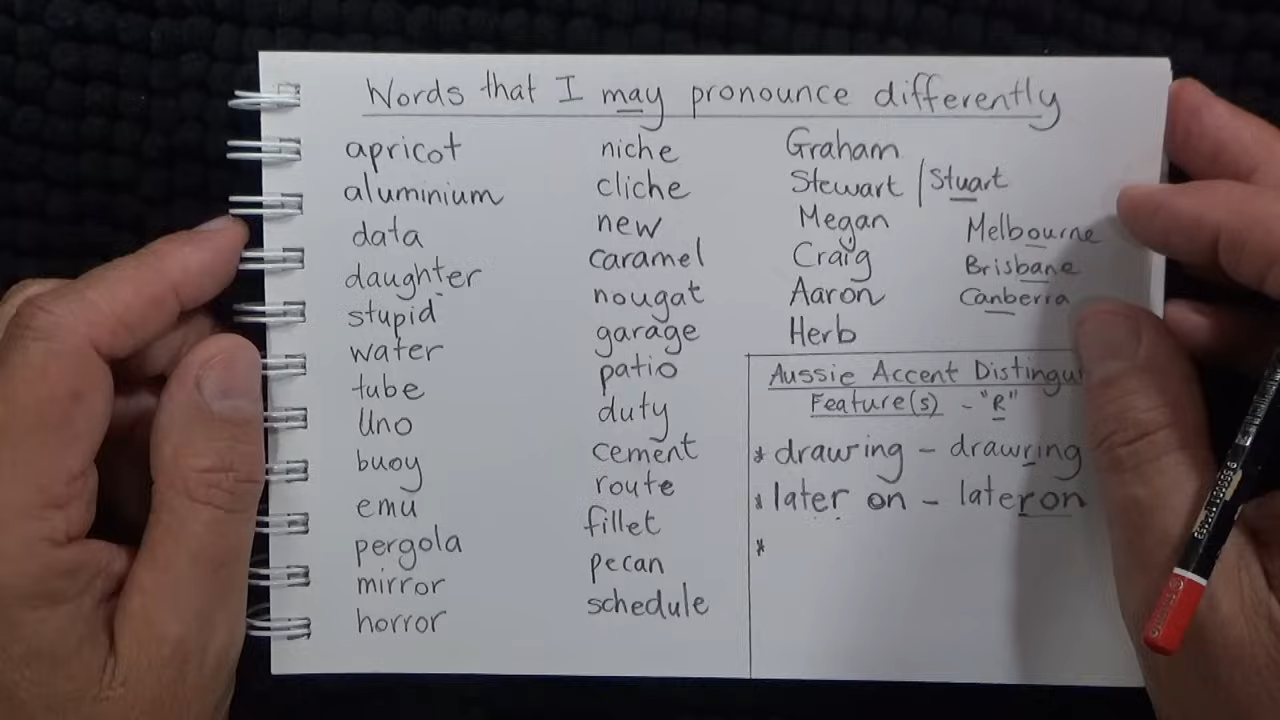 Words that I may pronounce differently
apricot
aluminium
data
daughter
stupid
water
tube
Uno
buoy
emu
pergola
mirror
horror
niche
cliche
new
caramel
nougat
garage
patio
duty
cement
route
fillet
pecan
schedule
Graham
Stewart / Stuart
Megan
Craig
Aaron
Herb
Melbourne
Brisbane
Canberra
Aussie Accent Distingui
Feature(s) - "R"
* drawing - drawring
* later on - lateron
*